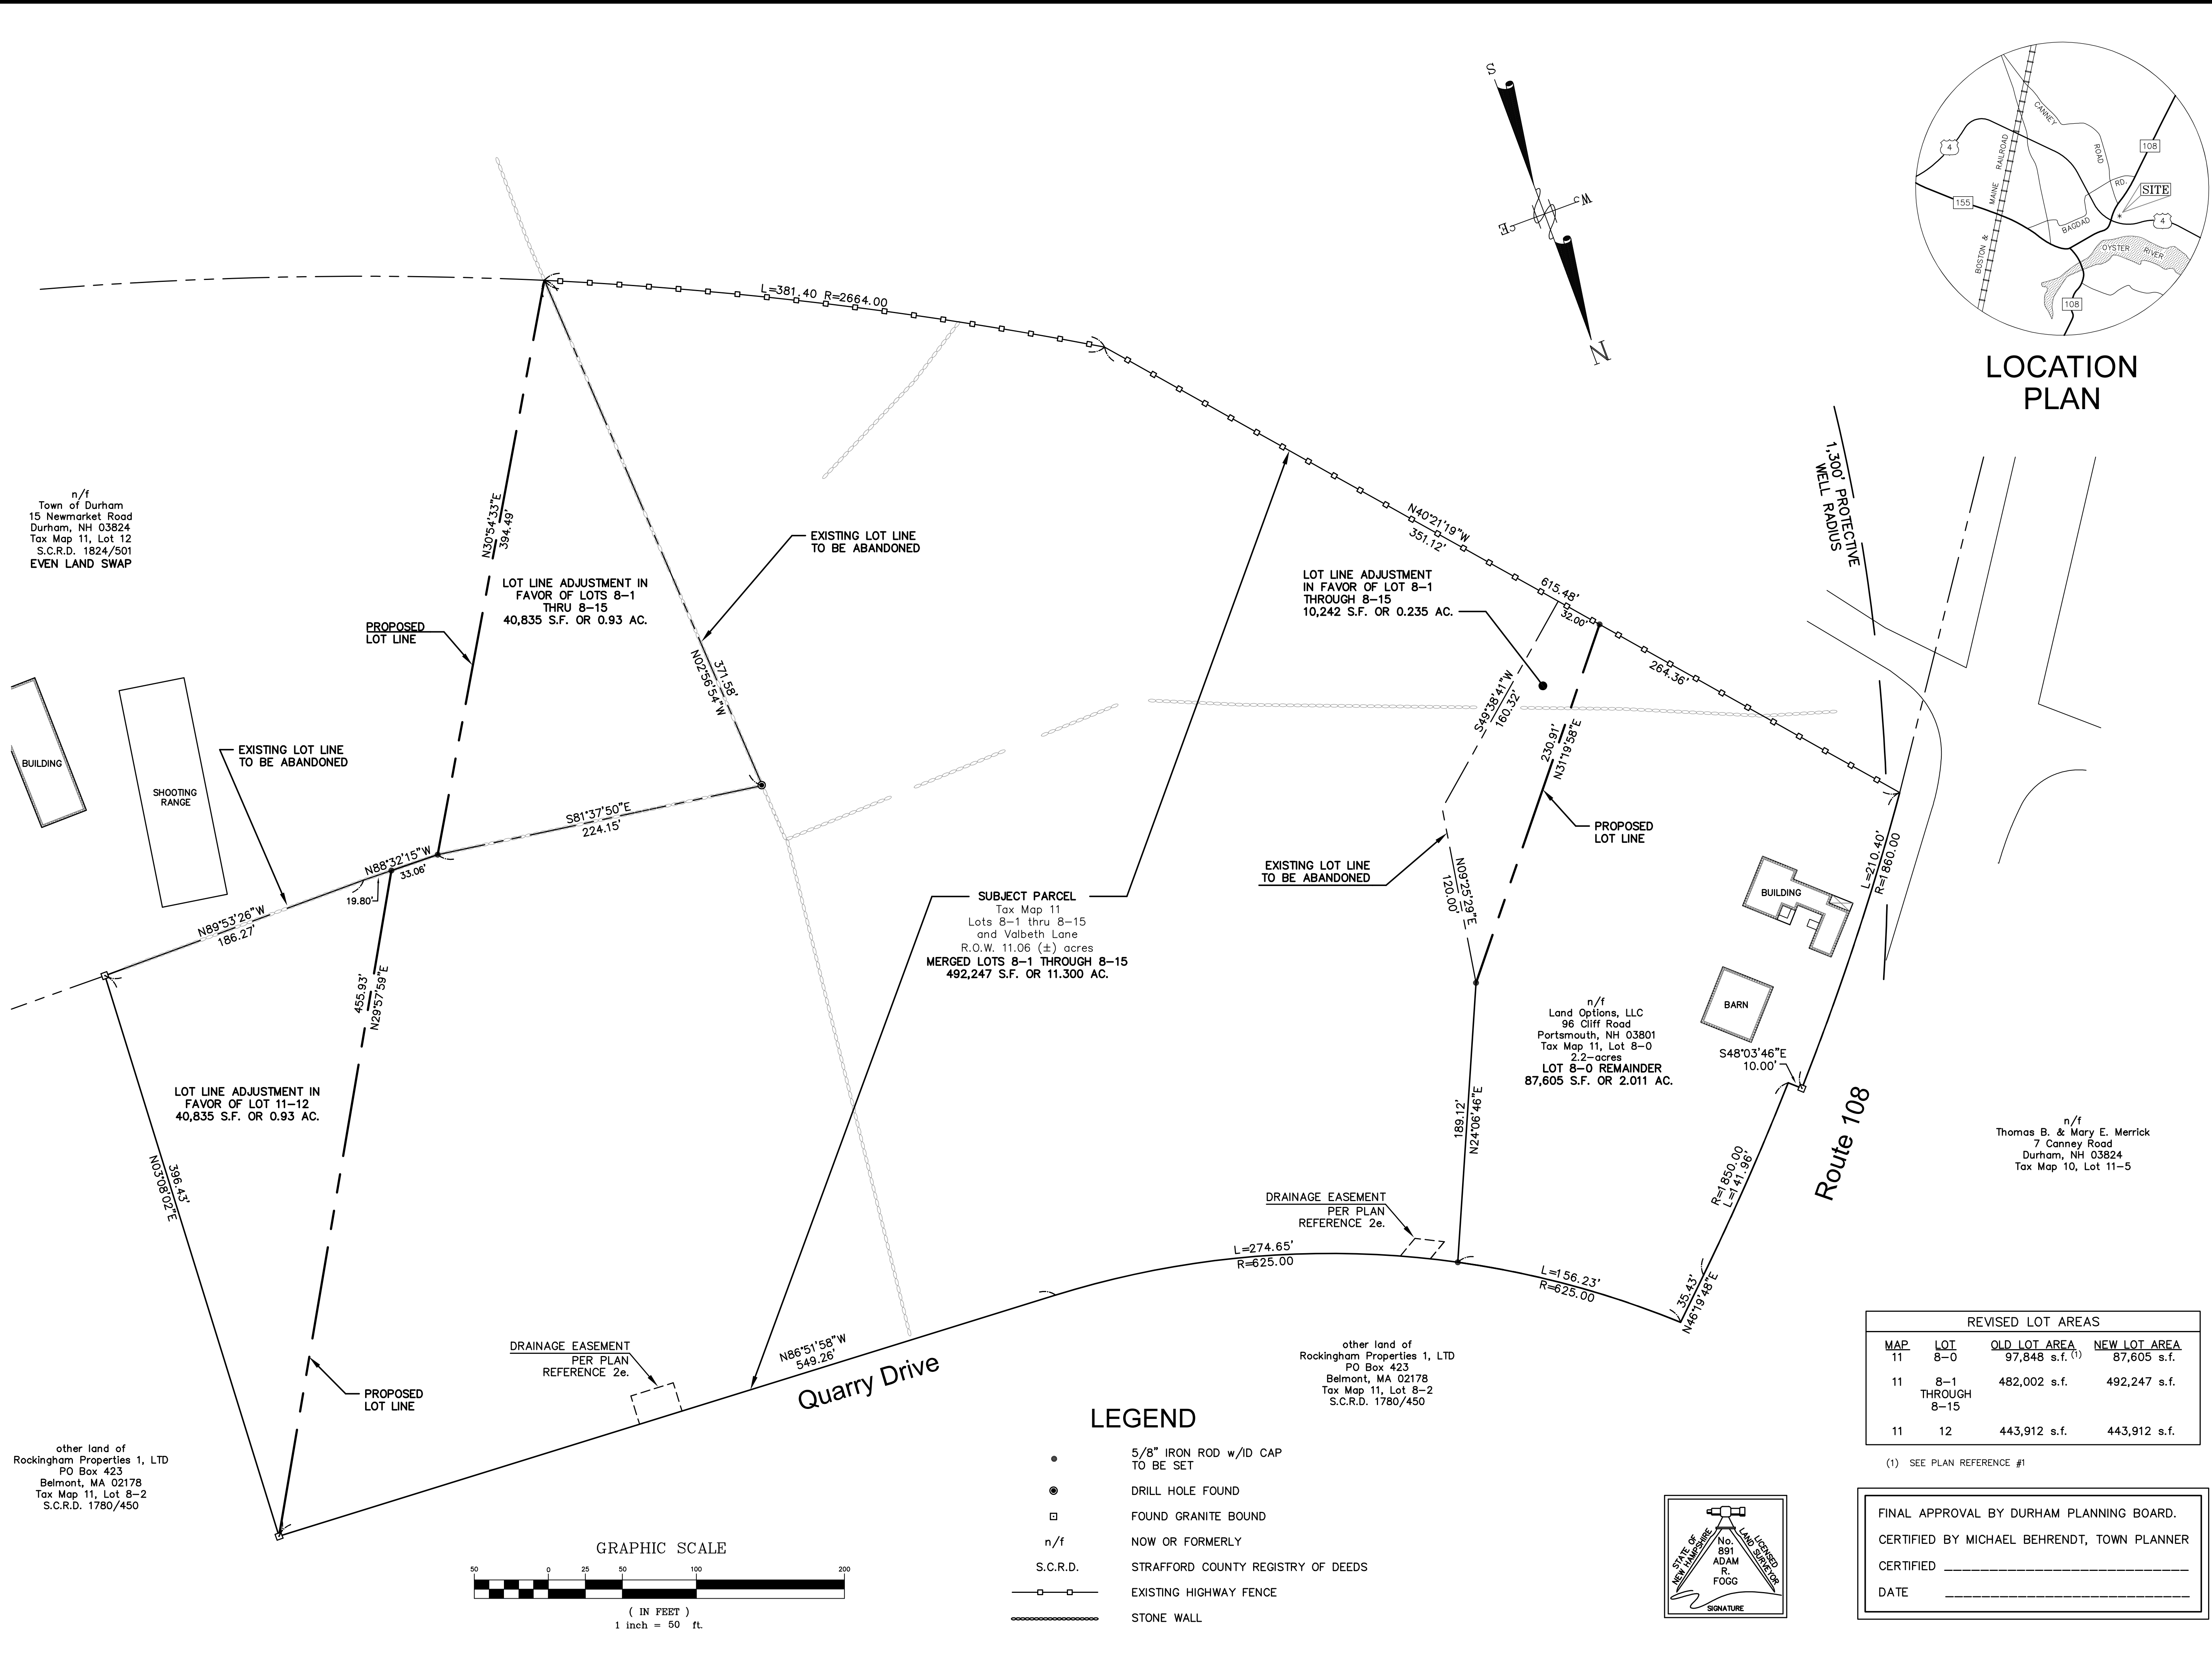 S
N
E
W
4
155
108
108
4
SITE
CANNEY
ROAD
RD.
BAGDAD
BOSTON & MAINE RAILROAD
OYSTER RIVER
LOCATION
PLAN
1,300' PROTECTIVE
WELL RADIUS
L=381.40 R=2664.00
n/f
Town of Durham
15 Newmarket Road
Durham, NH 03824
Tax Map 11, Lot 12
S.C.R.D. 1824/501
EVEN LAND SWAP
N30°54'33"E
394.49'
EXISTING LOT LINE
TO BE ABANDONED
LOT LINE ADJUSTMENT IN
FAVOR OF LOTS 8-1
THRU 8-15
40,835 S.F. OR 0.93 AC.
PROPOSED
LOT LINE
371.58'
N02°56'54"W
N40°21'19"W
351.12'
615.48'
32.00'
264.36'
LOT LINE ADJUSTMENT
IN FAVOR OF LOT 8-1
THROUGH 8-15
10,242 S.F. OR 0.235 AC.
S49°38'41"W
160.32'
230.91'
N31°19'58"E
PROPOSED
LOT LINE
EXISTING LOT LINE
TO BE ABANDONED
N09°25'29"E
120.00'
BUILDING
SHOOTING
RANGE
EXISTING LOT LINE
TO BE ABANDONED
S81°37'50"E
224.15'
N88°32'15"W
33.06'
19.80'
N89°53'26"W
186.27'
SUBJECT PARCEL
Tax Map 11
Lots 8-1 thru 8-15
and Valbeth Lane
R.O.W. 11.06 (±) acres
MERGED LOTS 8-1 THROUGH 8-15
492,247 S.F. OR 11.300 AC.
BUILDING
BARN
L=210.40'
R=1860.00
n/f
Land Options, LLC
96 Cliff Road
Portsmouth, NH 03801
Tax Map 11, Lot 8-0
2.2-acres
LOT 8-0 REMAINDER
87,605 S.F. OR 2.011 AC.
S48°03'46"E
10.00'
Route 108
n/f
Thomas B. & Mary E. Merrick
7 Canney Road
Durham, NH 03824
Tax Map 10, Lot 11-5
455.93'
N29°57'59"E
LOT LINE ADJUSTMENT IN
FAVOR OF LOT 11-12
40,835 S.F. OR 0.93 AC.
396.43'
N03°08'02"E
189.12'
N24°06'46"E
R=1850.00
L=141.96'
DRAINAGE EASEMENT
PER PLAN
REFERENCE 2e.
L=274.65'
R=625.00
L=156.23'
R=625.00
35.43'
N46°19'48"E
DRAINAGE EASEMENT
PER PLAN
REFERENCE 2e.
N86°51'58"W
549.26'
Quarry Drive
PROPOSED
LOT LINE
other land of
Rockingham Properties 1, LTD
PO Box 423
Belmont, MA 02178
Tax Map 11, Lot 8-2
S.C.R.D. 1780/450
other land of
Rockingham Properties 1, LTD
PO Box 423
Belmont, MA 02178
Tax Map 11, Lot 8-2
S.C.R.D. 1780/450
REVISED LOT AREAS
MAP LOT OLD LOT AREA NEW LOT AREA
11 8-0 97,848 s.f. (1) 87,605 s.f.
11 8-1 482,002 s.f. 492,247 s.f.
THROUGH
8-15
11 12 443,912 s.f. 443,912 s.f.
(1) SEE PLAN REFERENCE #1
LEGEND
5/8" IRON ROD w/ID CAP
TO BE SET
DRILL HOLE FOUND
FOUND GRANITE BOUND
n/f NOW OR FORMERLY
S.C.R.D. STRAFFORD COUNTY REGISTRY OF DEEDS
EXISTING HIGHWAY FENCE
STONE WALL
GRAPHIC SCALE
50 0 25 50 100 200
( IN FEET )
1 inch = 50 ft.
STATE OF
NEW HAMPSHIRE
LICENSED
LAND SURVEYOR
No.
891
ADAM
R.
FOGG
SIGNATURE
FINAL APPROVAL BY DURHAM PLANNING BOARD.
CERTIFIED BY MICHAEL BEHRENDT, TOWN PLANNER
CERTIFIED
DATE